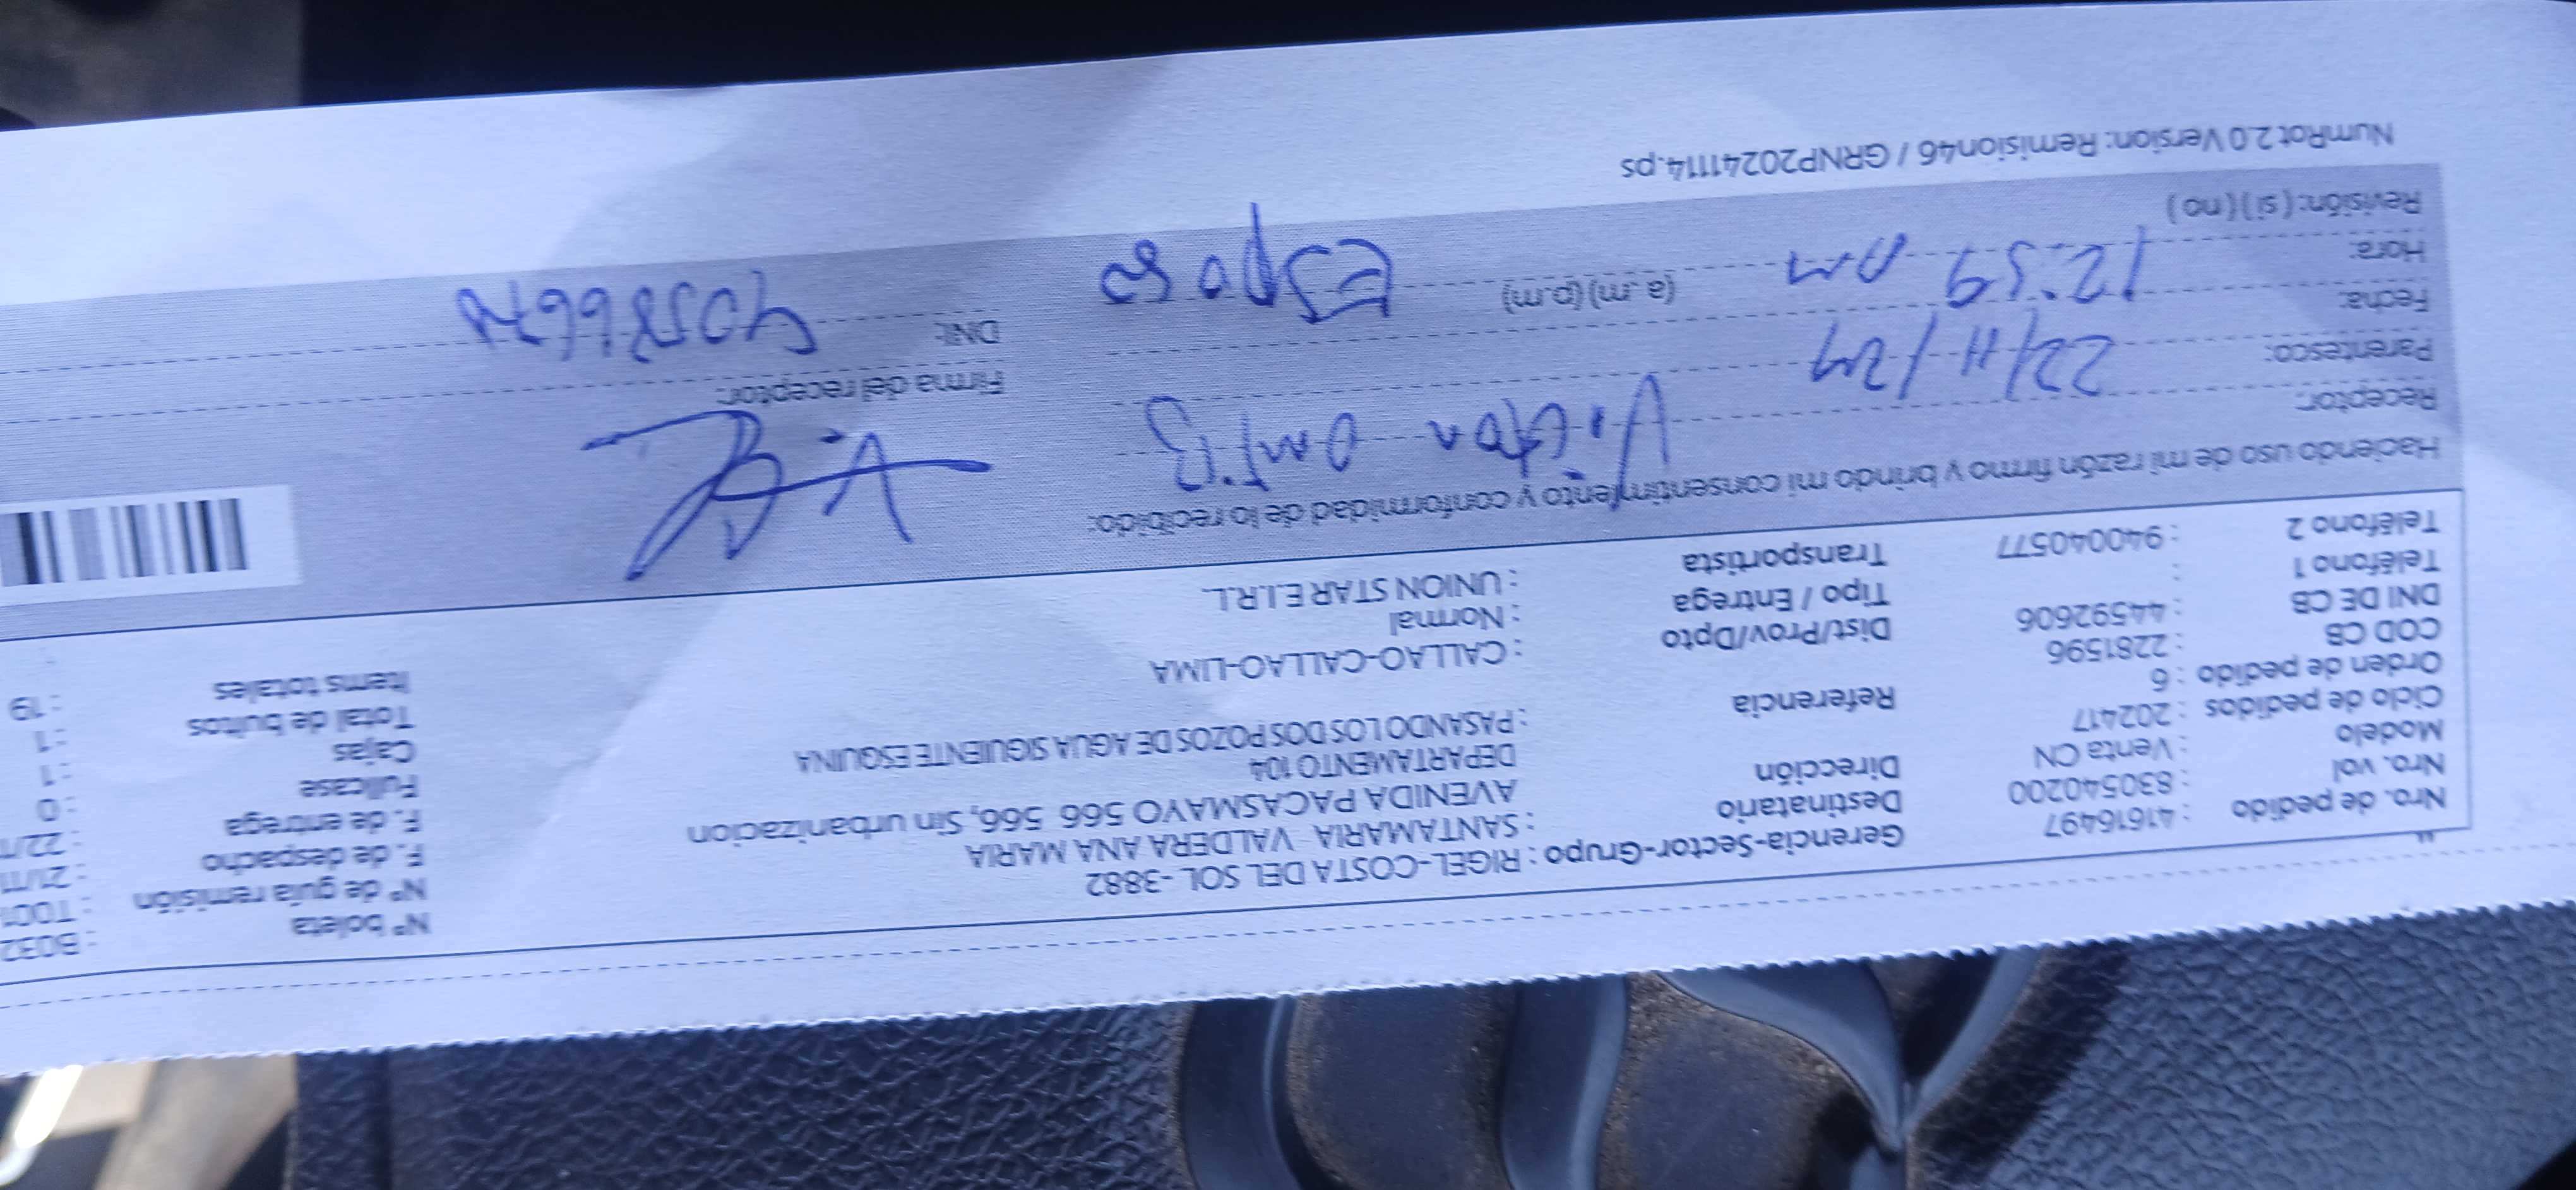 Nro. de pedido : 41616497 Gerencia-Sector-Grupo : RIGEL-COSTA DEL SOL -3882 N° boleta : B032
Nro. vol : 830540200 Destinatario : SANTAMARIA VALDERA ANA MARIA N° de guía remisión : T001
Modelo : Venta CN Dirección AVENIDA PACASMAYO 566 566, Sin urbanizacion F. de despacho : 21/11
Ciclo de pedidos : 202417 DEPARTAMENTO 104 F. de entrega : 22/1
Orden de pedido : 6 Referencia : PASANDO LOS DOS POZOS DE AGUA SIGUIENTE ESQUINA Fullcase : 0
COD CB : 2281596 Cajas : 1
DNI DE CB : 44592606 Dist/Prov/Dpto : CALLAO-CALLAO-LIMA Total de bultos : 1
Teléfono 1 : Tipo / Entrega : Normal Items totales : 19
Teléfono 2 : 940040577 Transportista : UNION STAR E.I.R.L.
Haciendo uso de mi razón firmo y brindo mi consentimiento y conformidad de lo recibido:
Receptor: Victor
Parentesco: Firma del receptor:
Fecha: 22/11/24 Esposo DNI:
Hora: 12:59 pm (a.m) (p.m)
Revisión: ( si ) ( no )
NumRot 2.0 Version: Remision46 / GRNP20241114.ps